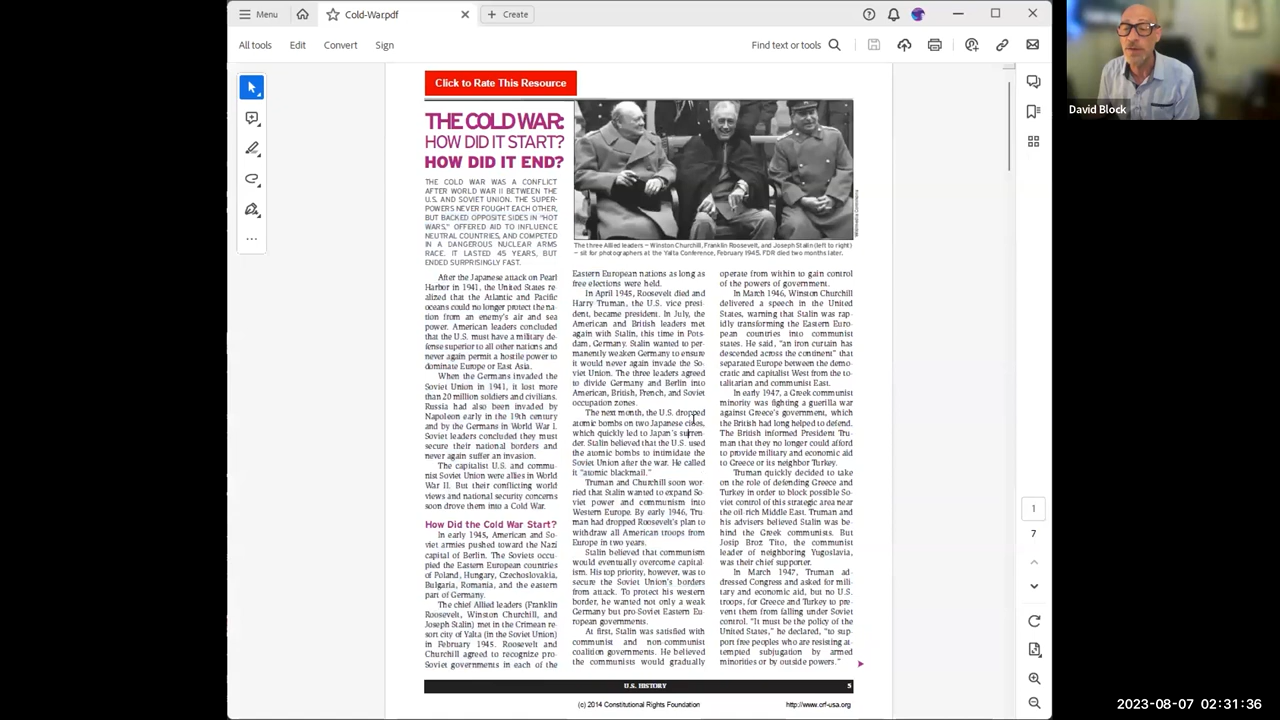 Menu
Cold-Warpdf
Create
All tools
Edit
Convert
Sign
Find text or tools
David Block
Click to Rate This Resource
THE COLD WAR:
HOW DID IT START?
HOW DID IT END?
THE COLD WAR WAS A CONFLICT
AFTER WORLD WAR II BETWEEN THE
U.S. AND SOVIET UNION. THE SUPER-
POWERS NEVER FOUGHT EACH OTHER,
BUT BACKED OPPOSITE SIDES IN "HOT
WARS," OFFERED AID TO INFLUENCE
NEUTRAL COUNTRIES, AND COMPETED
IN A DANGEROUS NUCLEAR ARMS
RACE. IT LASTED 45 YEARS, BUT
ENDED SURPRISINGLY FAST.
After the Japanese attack on Pearl
Harbor in 1941, the United States re-
alized that the Atlantic and Pacific
oceans could no longer protect the na-
tion from an enemy's air and sea
power. American leaders concluded
that the U.S. must have a military de-
fense superior to all other nations and
never again permit a hostile power to
dominate Europe or East Asia.
When the Germans invaded the
Soviet Union in 1941, it lost more
than 20 million soldiers and civilians.
Russia had also been invaded by
Napoleon early in the 19th century
and by the Germans in World War I.
Soviet leaders concluded they must
secure their national borders and
never again suffer an invasion.
The capitalist U.S. and commu-
nist Soviet Union were allies in World
War II. But their conflicting world
views and national security concerns
soon drove them into a Cold War.
How Did the Cold War Start?
In early 1945, American and So-
viet armies pushed toward the Nazi
capital of Berlin. The Soviets occu-
pied the Eastern European countries
of Poland, Hungary, Czechoslovakia,
Bulgaria, Romania, and the eastern
part of Germany.
The chief Allied leaders (Franklin
Roosevelt, Winston Churchill, and
Joseph Stalin) met in the Crimean re-
sort city of Yalta (in the Soviet Union)
in February 1945. Roosevelt and
Churchill agreed to recognize pro-
Soviet governments in each of the
Wikimedia Commons
The three Allied leaders – Winston Churchill, Franklin Roosevelt, and Joseph Stalin (left to right)
– sit for photographers at the Yalta Conference, February 1945. FDR died two months later.
Eastern European nations as long as
free elections were held.
In April 1945, Roosevelt died and
Harry Truman, the U.S. vice presi-
dent, became president. In July, the
American and British leaders met
again with Stalin, this time in Pots-
dam, Germany. Stalin wanted to per-
manently weaken Germany to ensure
it would never again invade the So-
viet Union. The three leaders agreed
to divide Germany and Berlin into
American, British, French, and Soviet
occupation zones.
The next month, the U.S. dropped
atomic bombs on two Japanese cities,
which quickly led to Japan's surren-
der. Stalin believed that the U.S. used
the atomic bombs to intimidate the
Soviet Union after the war. He called
it "atomic blackmail."
Truman and Churchill soon wor-
ried that Stalin wanted to expand So-
viet power and communism into
Western Europe. By early 1946, Tru-
man had dropped Roosevelt's plan to
withdraw all American troops from
Europe in two years.
Stalin believed that communism
would eventually overcome capital-
ism. His top priority, however, was to
secure the Soviet Union's borders
from attack. To protect his western
border, he wanted not only a weak
Germany but pro-Soviet Eastern Eu-
ropean governments.
At first, Stalin was satisfied with
communist and non-communist
coalition governments. He believed
the communists would gradually
operate from within to gain control
of the powers of government.
In March 1946, Winston Churchill
delivered a speech in the United
States, warning that Stalin was rap-
idly transforming the Eastern Euro-
pean countries into communist
states. He said, "an iron curtain has
descended across the continent" that
separated Europe between the demo-
cratic and capitalist West from the to-
talitarian and communist East.
In early 1947, a Greek communist
minority was fighting a guerilla war
against Greece's government, which
the British had long helped to defend.
The British informed President Tru-
man that they no longer could afford
to provide military and economic aid
to Greece or its neighbor Turkey.
Truman quickly decided to take
on the role of defending Greece and
Turkey in order to block possible So-
viet control of this strategic area near
the oil rich Middle East. Truman and
his advisers believed Stalin was be-
hind the Greek communists. But
Josip Broz Tito, the communist
leader of neighboring Yugoslavia,
was their chief supporter.
In March 1947, Truman ad-
dressed Congress and asked for mili-
tary and economic aid, but no U.S.
troops, for Greece and Turkey to pre-
vent them from falling under Soviet
control. "It must be the policy of the
United States," he declared, "to sup-
port free peoples who are resisting at-
tempted subjugation by armed
minorities or by outside powers."
U.S. HISTORY
5
(c) 2014 Constitutional Rights Foundation
http://www.crf-usa.org
1
7
2023-08-07 02:31:36